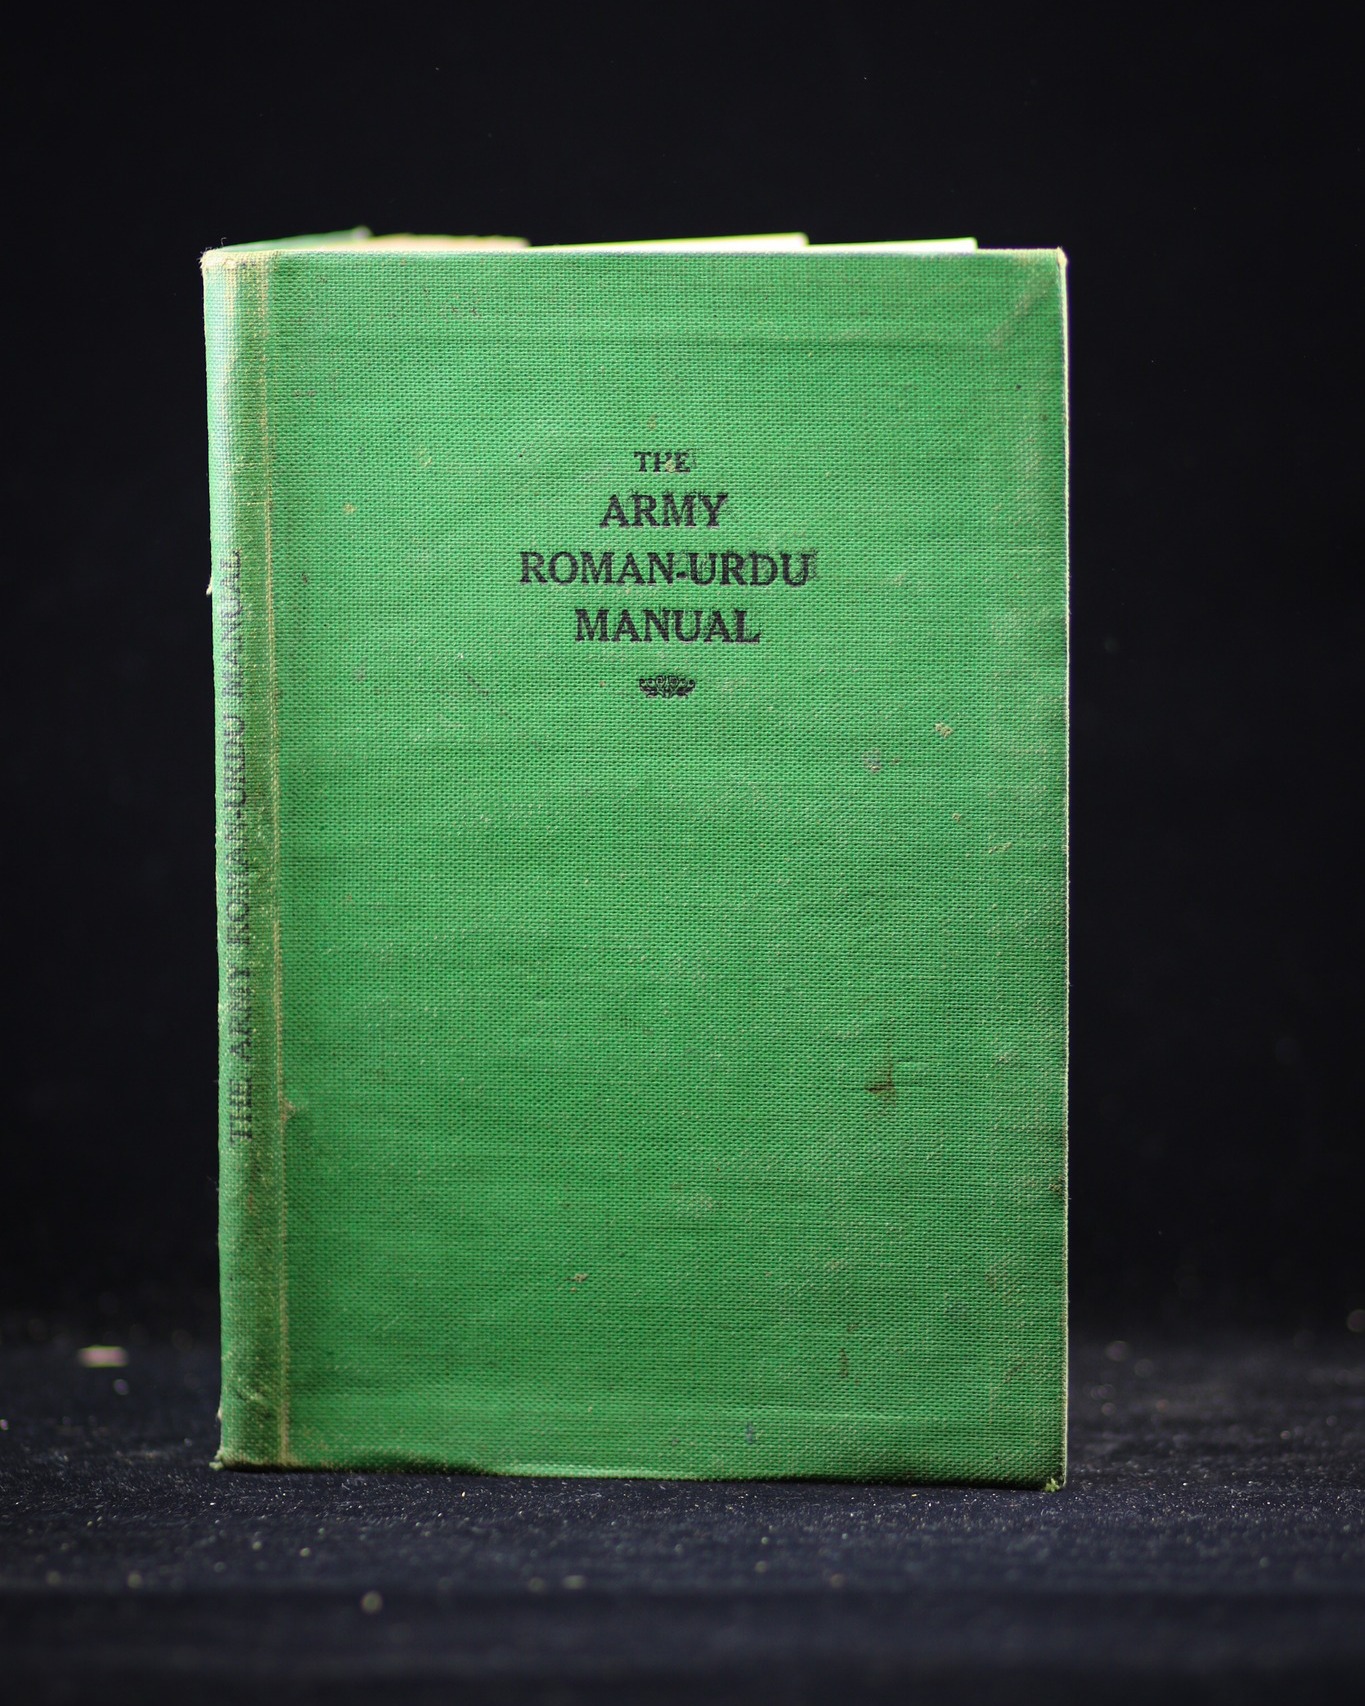 THE
ARMY
ROMAN-URDU
MANUAL
THE ARMY ROMAN-URDU MANUAL